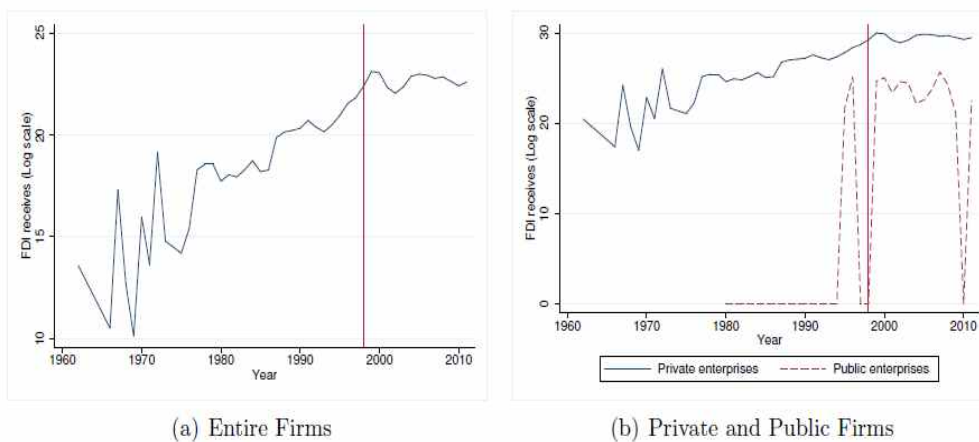 FDI receives (Log scale)
25
20
15
10
1960 1970 1980 1990 2000 2010
Year
(a) Entire Firms
FDI receives (Log scale)
30
20
10
0
1960 1970 1980 1990 2000 2010
Year
Private enterprises Public enterprises
(b) Private and Public Firms